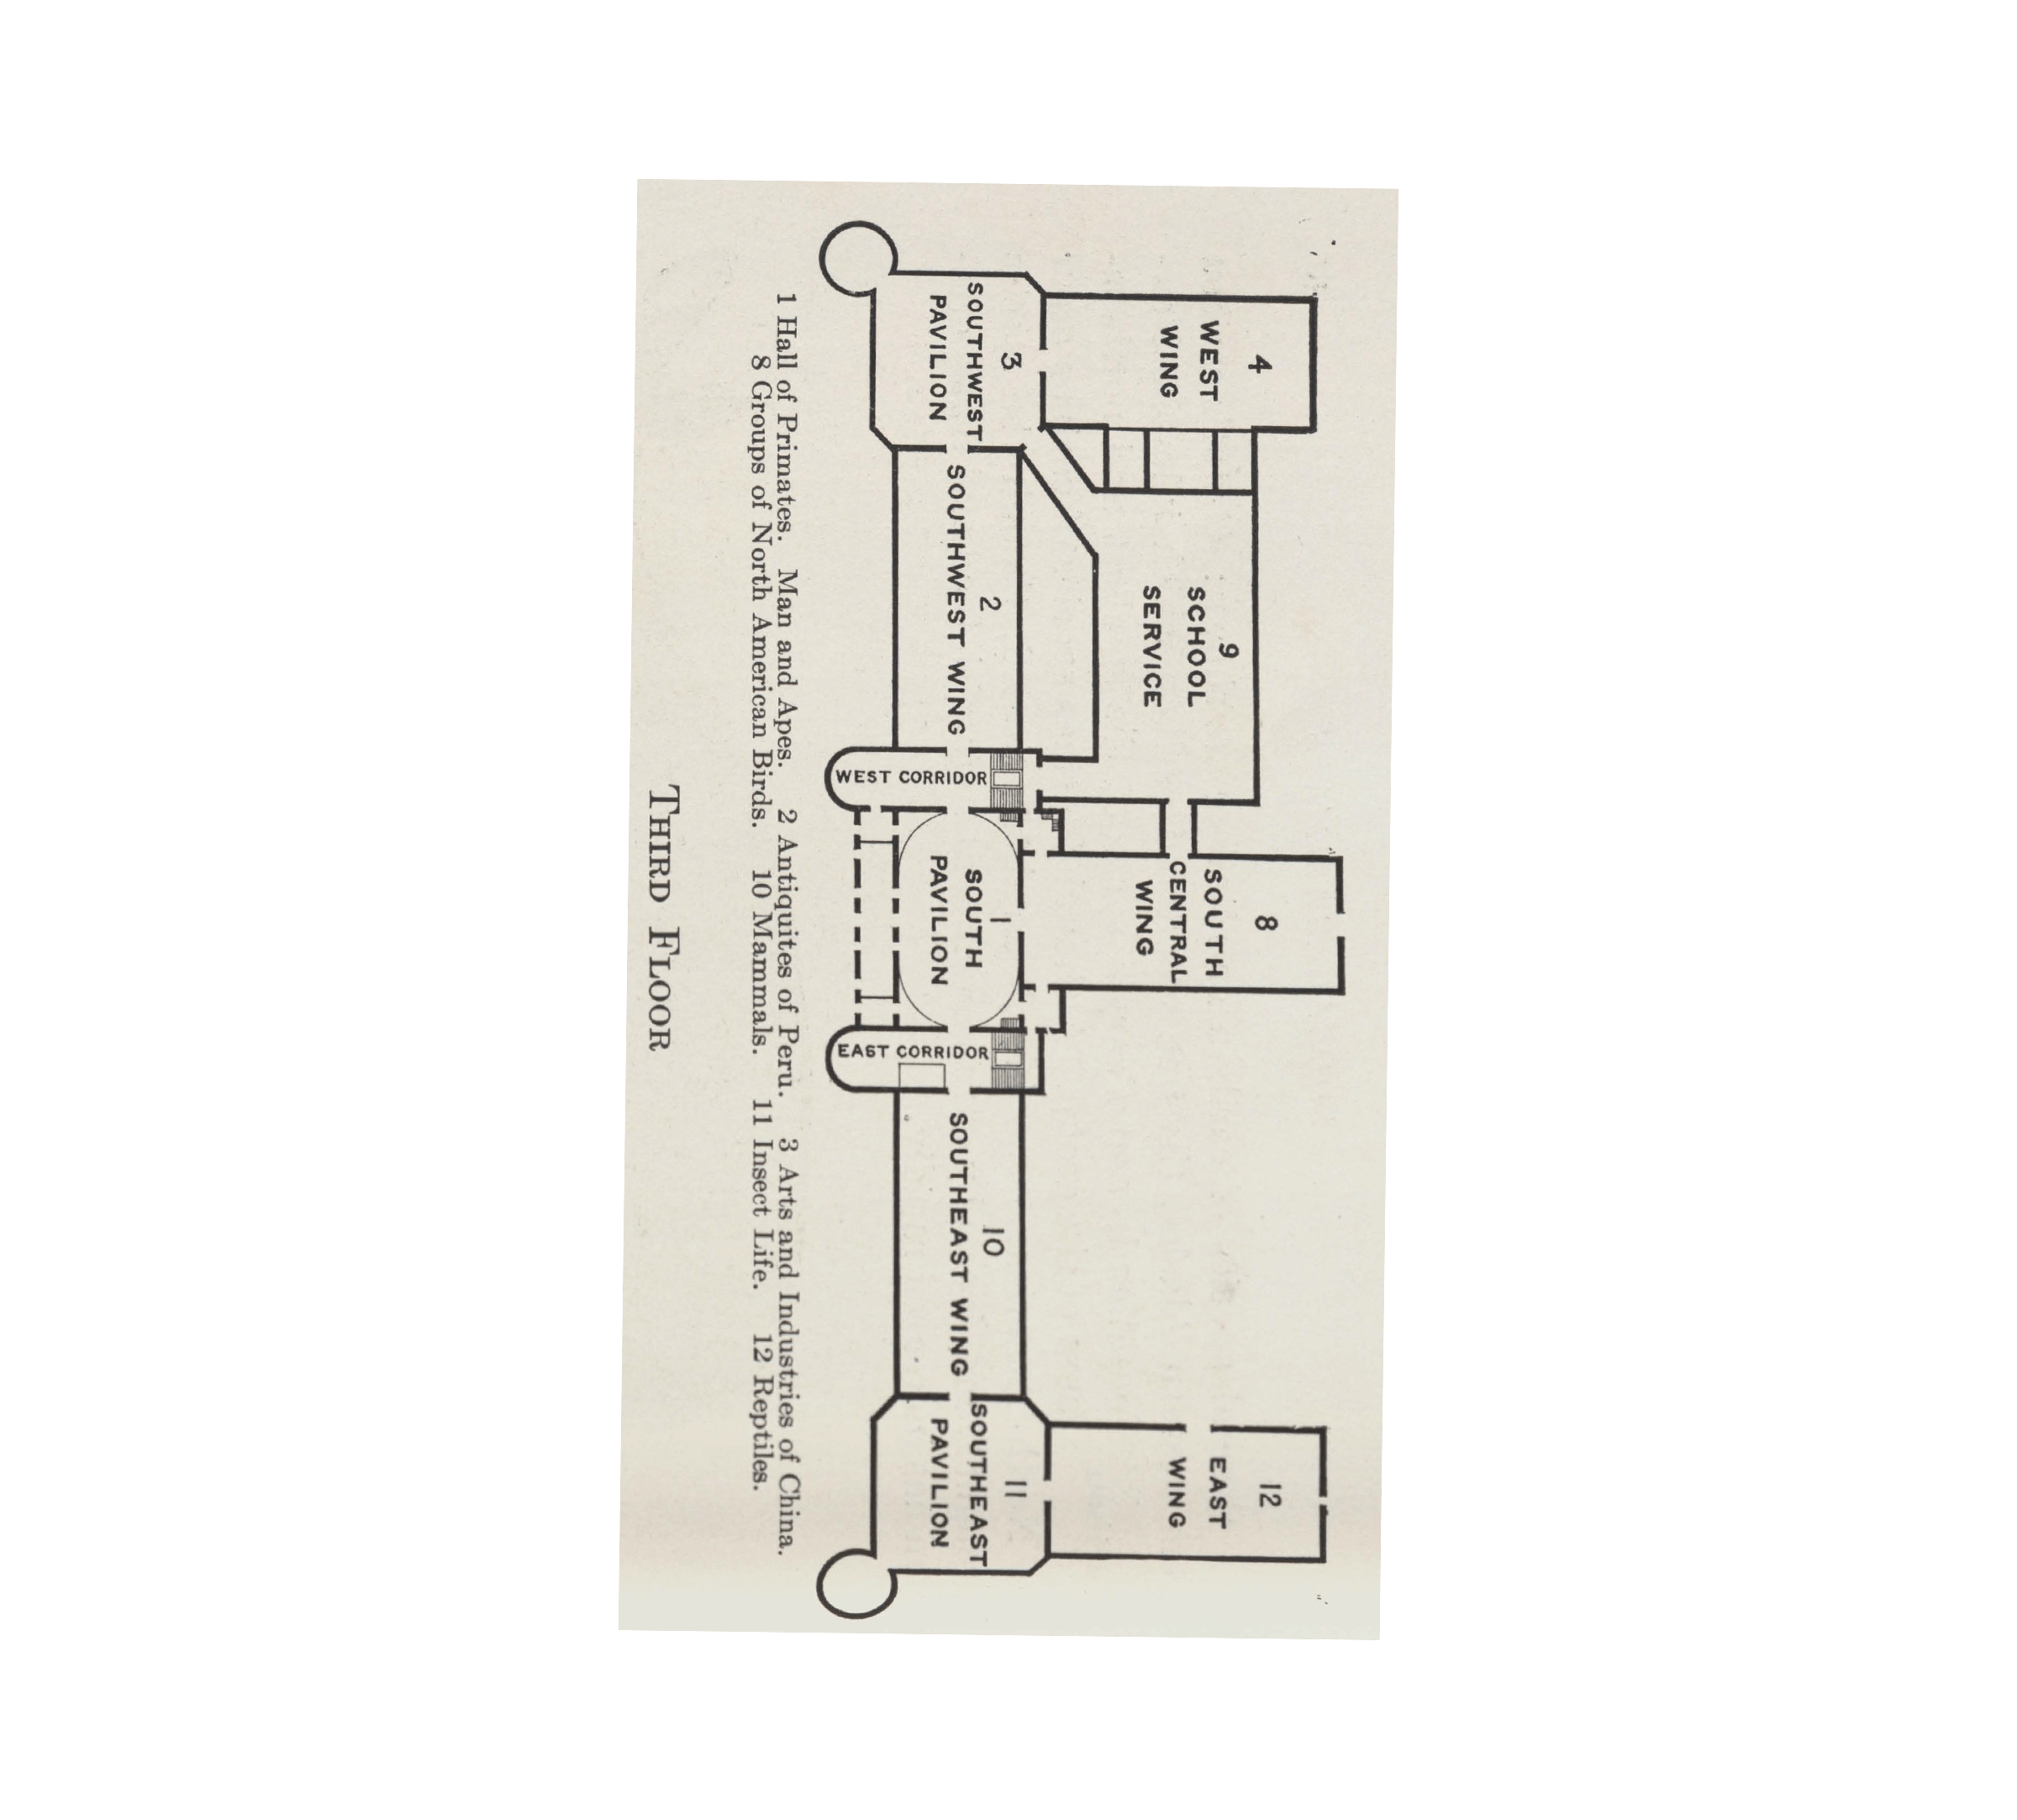 4
WEST
WING
9
SCHOOL
SERVICE
8
SOUTH
CENTRAL
WING
12
EAST
WING
3
SOUTHWEST
PAVILION
2
SOUTHWEST WING
WEST CORRIDOR
1
SOUTH
PAVILION
EAST CORRIDOR
10
SOUTHEAST WING
11
SOUTHEAST
PAVILION
1 Hall of Primates. Man and Apes. 2 Antiquites of Peru. 3 Arts and Industries of China.
8 Groups of North American Birds. 10 Mammals. 11 Insect Life. 12 Reptiles.
THIRD FLOOR